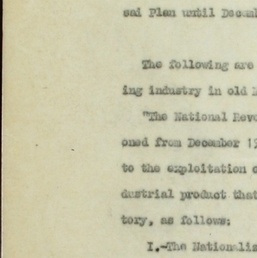 sed Plan until Decem
The following are
ing industry in old M
"The National Reve
oned from December 19
to the exploitation o
dustrial product that
tory, as follows:
I.-The Nationalis